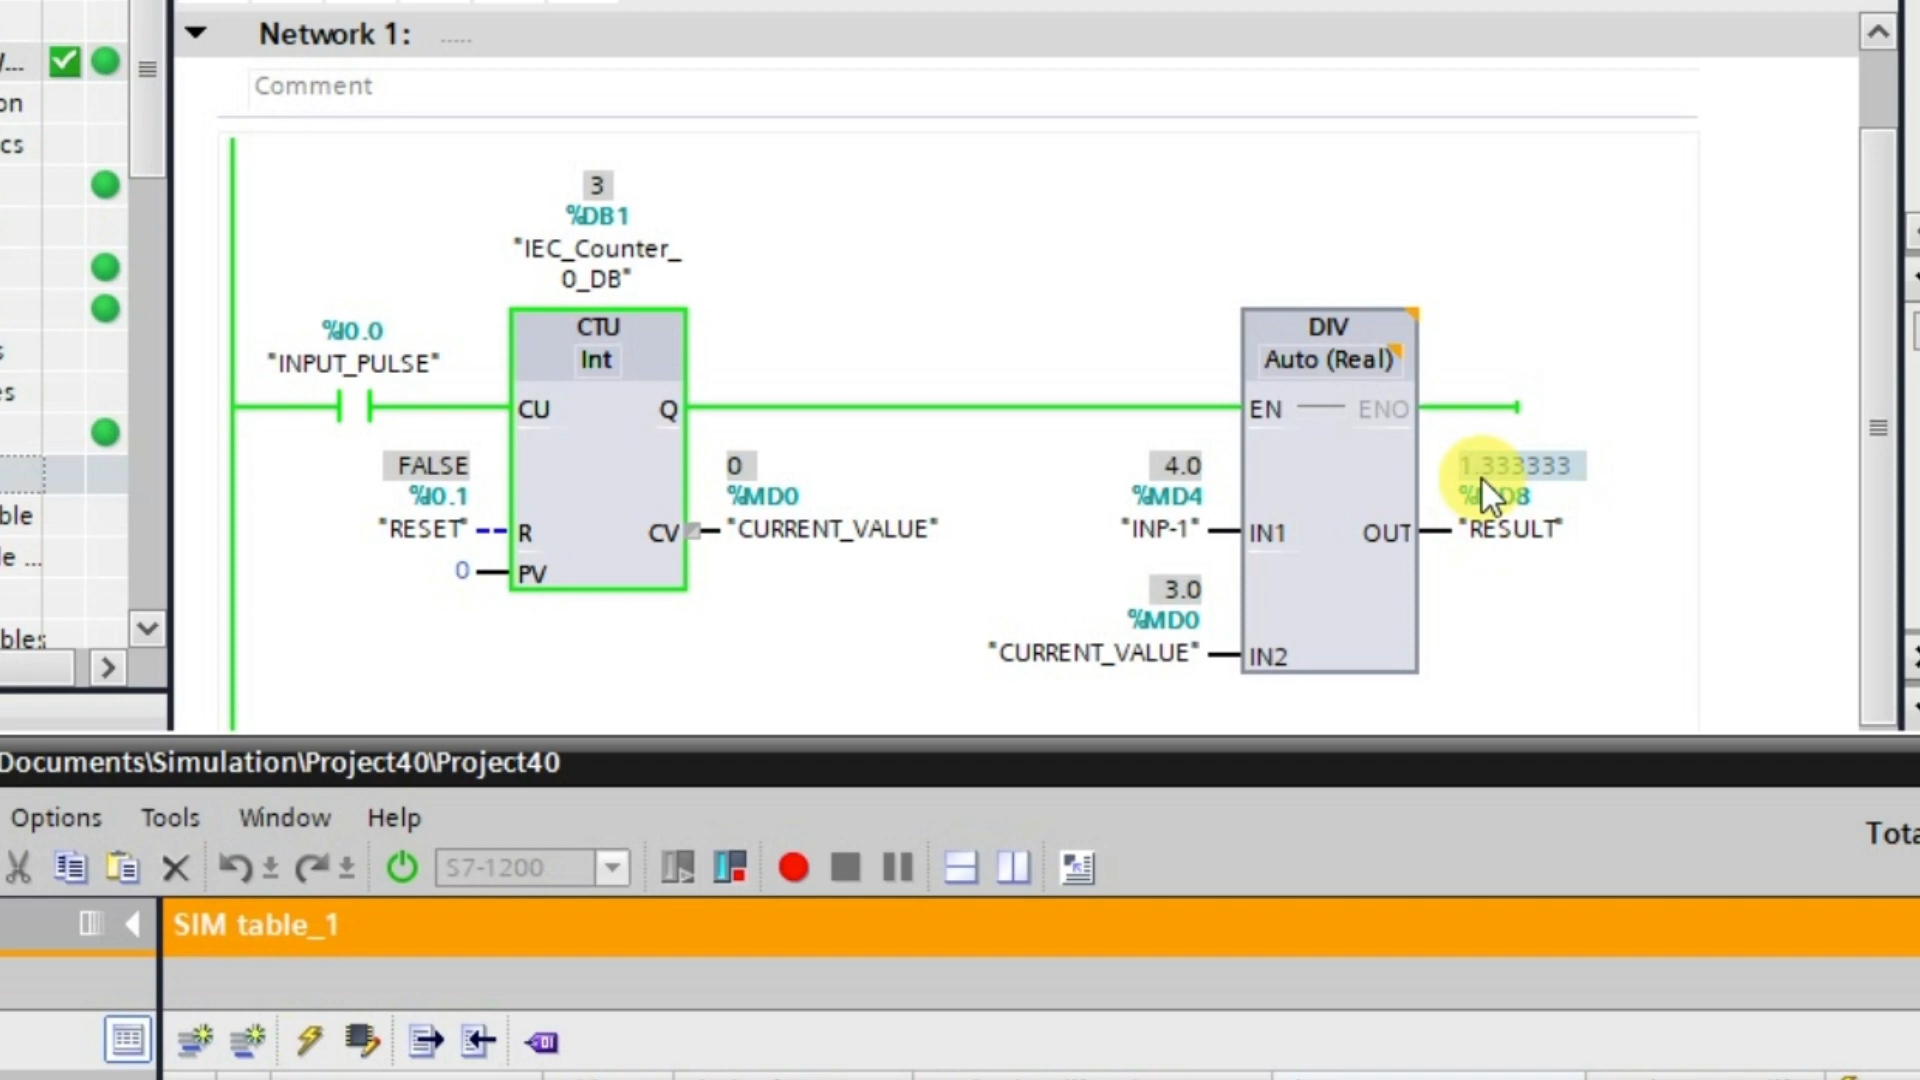 Network 1: .....
Comment
on
cs
ble
3
%DB1
"IEC_Counter_
0_DB"
%I0.0
"INPUT_PULSE"
CTU
Int
CU
Q
FALSE
%I0.1
"RESET"
R
0
PV
CV
0
%MD0
"CURRENT_VALUE"
DIV
Auto (Real)
EN
ENO
4.0
%MD4
"INP-1"
IN1
3.0
%MD0
"CURRENT_VALUE"
IN2
OUT
1.333333
"RESULT"
Documents\Simulation\Project40\Project40
Options Tools Window Help
S7-1200
SIM table_1